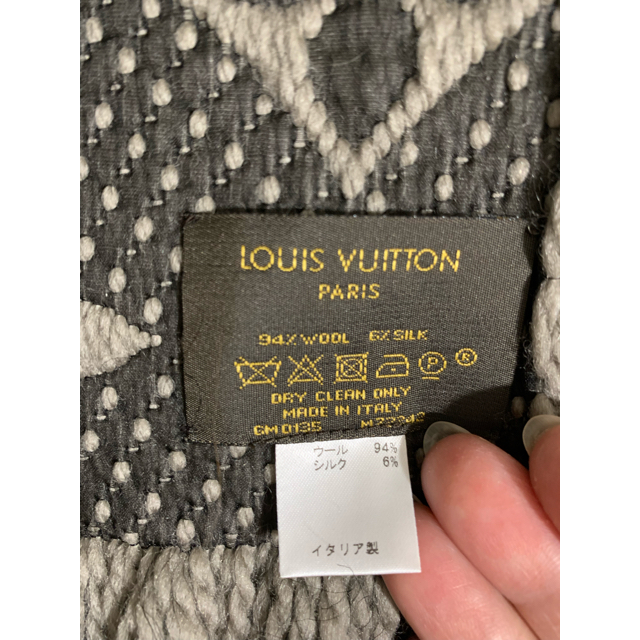 LOUIS VUITTON
PARIS
94% WOOL 6% SILK
P R
DRY CLEAN ONLY
MADE IN ITALY
GM0135
ウール 94%
シルク 6%
イタリア製